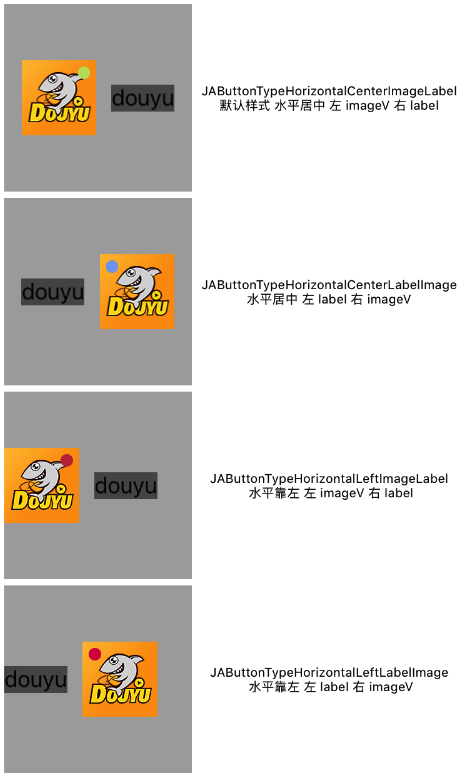 DOUYU
douyu
JAButtonTypeHorizontalCenterImageLabel
默认样式 水平居中 左 imageV 右 label
douyu
DOUYU
JAButtonTypeHorizontalCenterLabelImage
水平居中 左 label 右 imageV
DOUYU
douyu
JAButtonTypeHorizontalLeftImageLabel
水平靠左 左 imageV 右 label
douyu
DOUYU
JAButtonTypeHorizontalLeftLabelImage
水平靠左 左 label 右 imageV